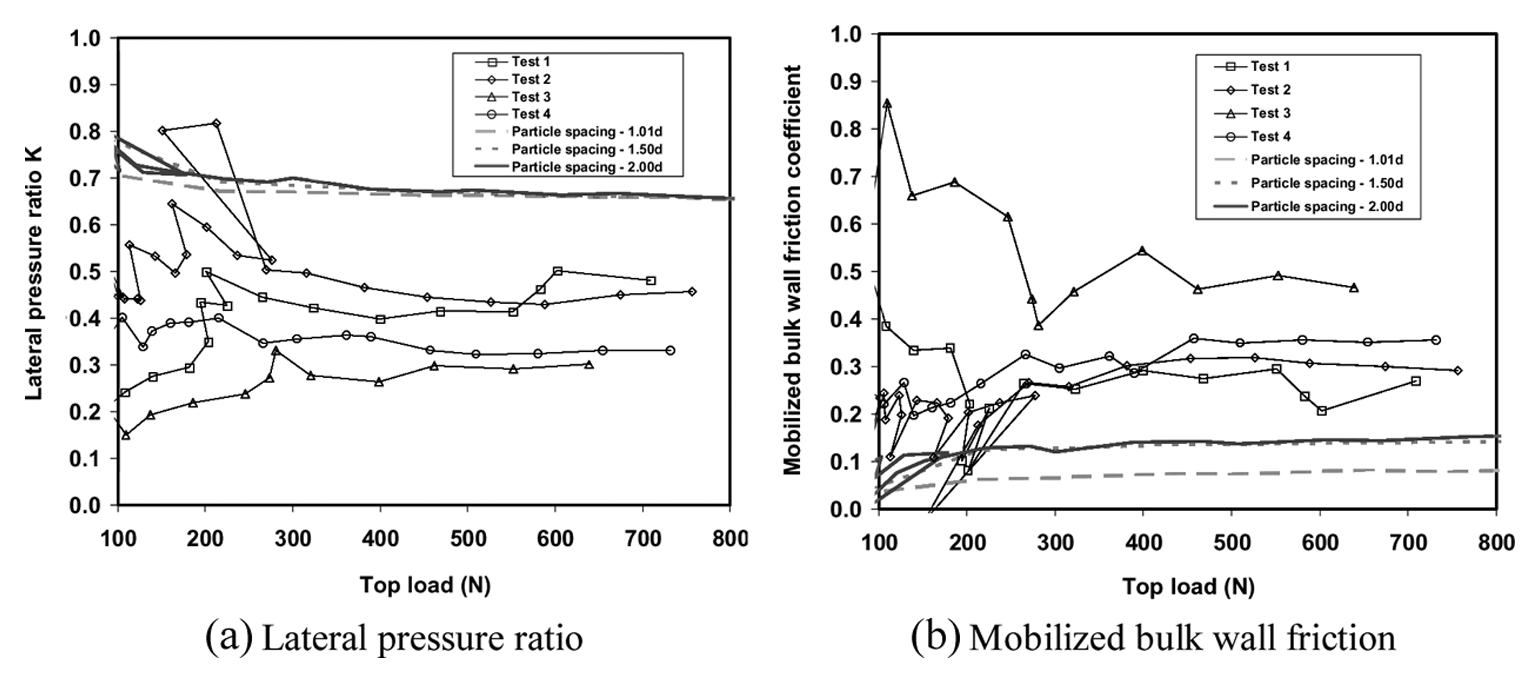 Lateral pressure ratio K
1.0
0.9
0.8
0.7
0.6
0.5
0.4
0.3
0.2
0.1
0.0
100 200 300 400 500 600 700 800
Top load (N)
Test 1
Test 2
Test 3
Test 4
Particle spacing - 1.01d
Particle spacing - 1.50d
Particle spacing - 2.00d
(a) Lateral pressure ratio
Mobilized bulk wall friction coefficient
1.0
0.9
0.8
0.7
0.6
0.5
0.4
0.3
0.2
0.1
0.0
100 200 300 400 500 600 700 800
Top load (N)
Test 1
Test 2
Test 3
Test 4
Particle spacing - 1.01d
Particle spacing - 1.50d
Particle spacing - 2.00d
(b) Mobilized bulk wall friction